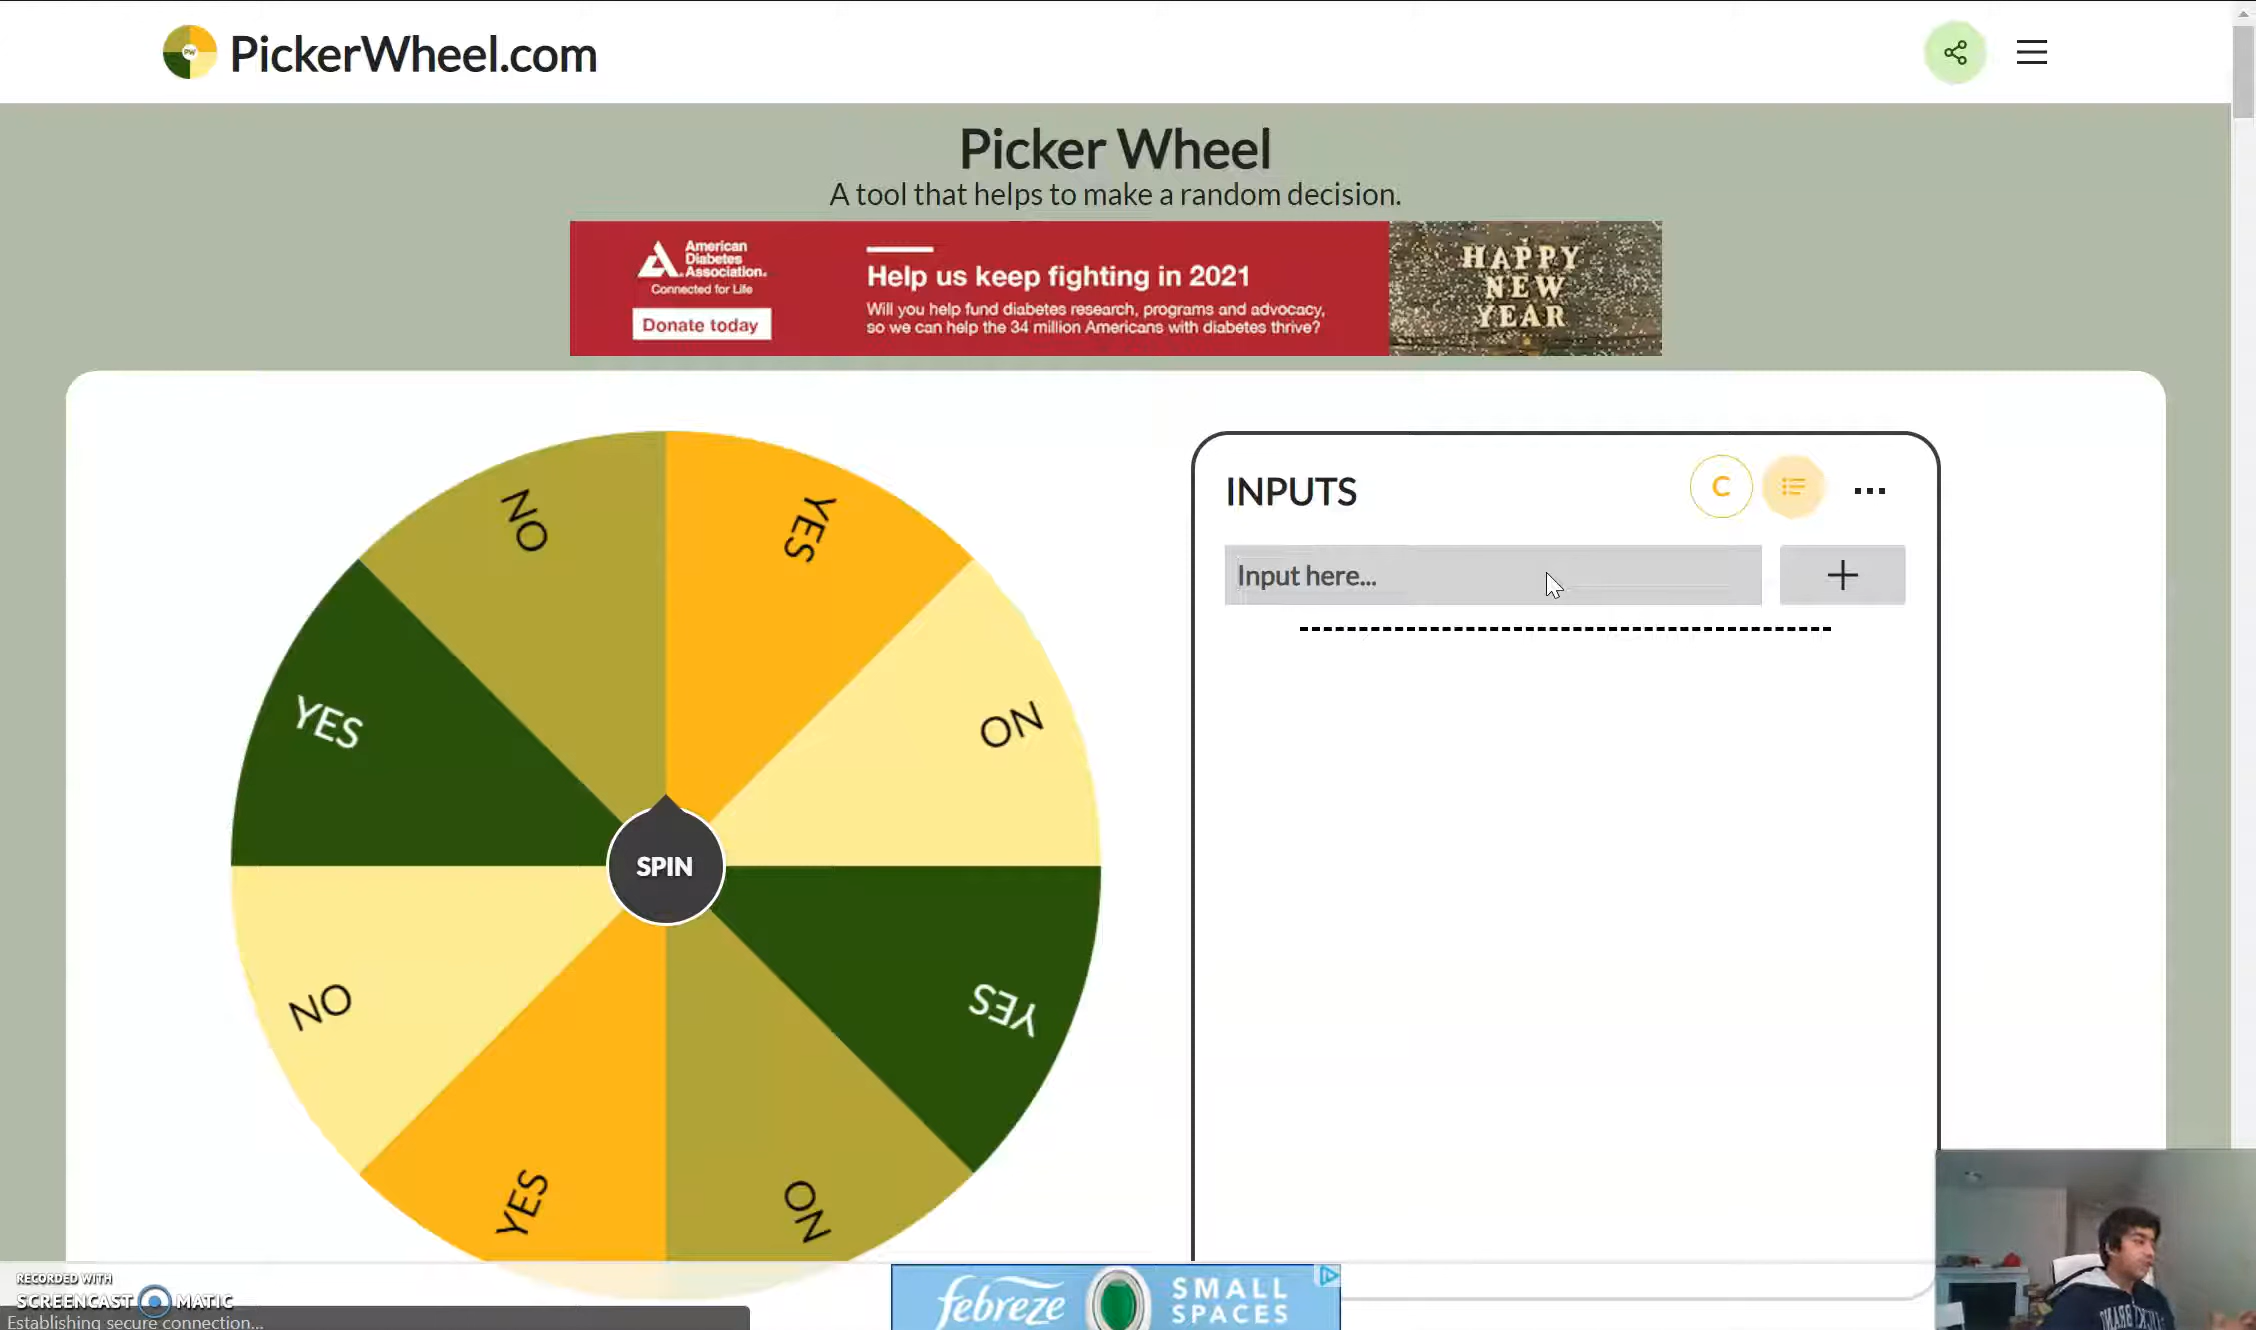 PW
PickerWheel.com
Picker Wheel
A tool that helps to make a random decision.
American
Diabetes
Association.
Connected for Life
Donate today
Help us keep fighting in 2021
Will you help fund diabetes research, programs and advocacy,
so we can help the 34 million Americans with diabetes thrive?
HAPPY
NEW
YEAR
NO
YES
YES
NO
SPIN
NO
YES
YES
NO
INPUTS
C
...
Input here...
+
RECORDED WITH
SCREENCAST MATIC
Establishing secure connection...
febreze
SMALL
SPACES